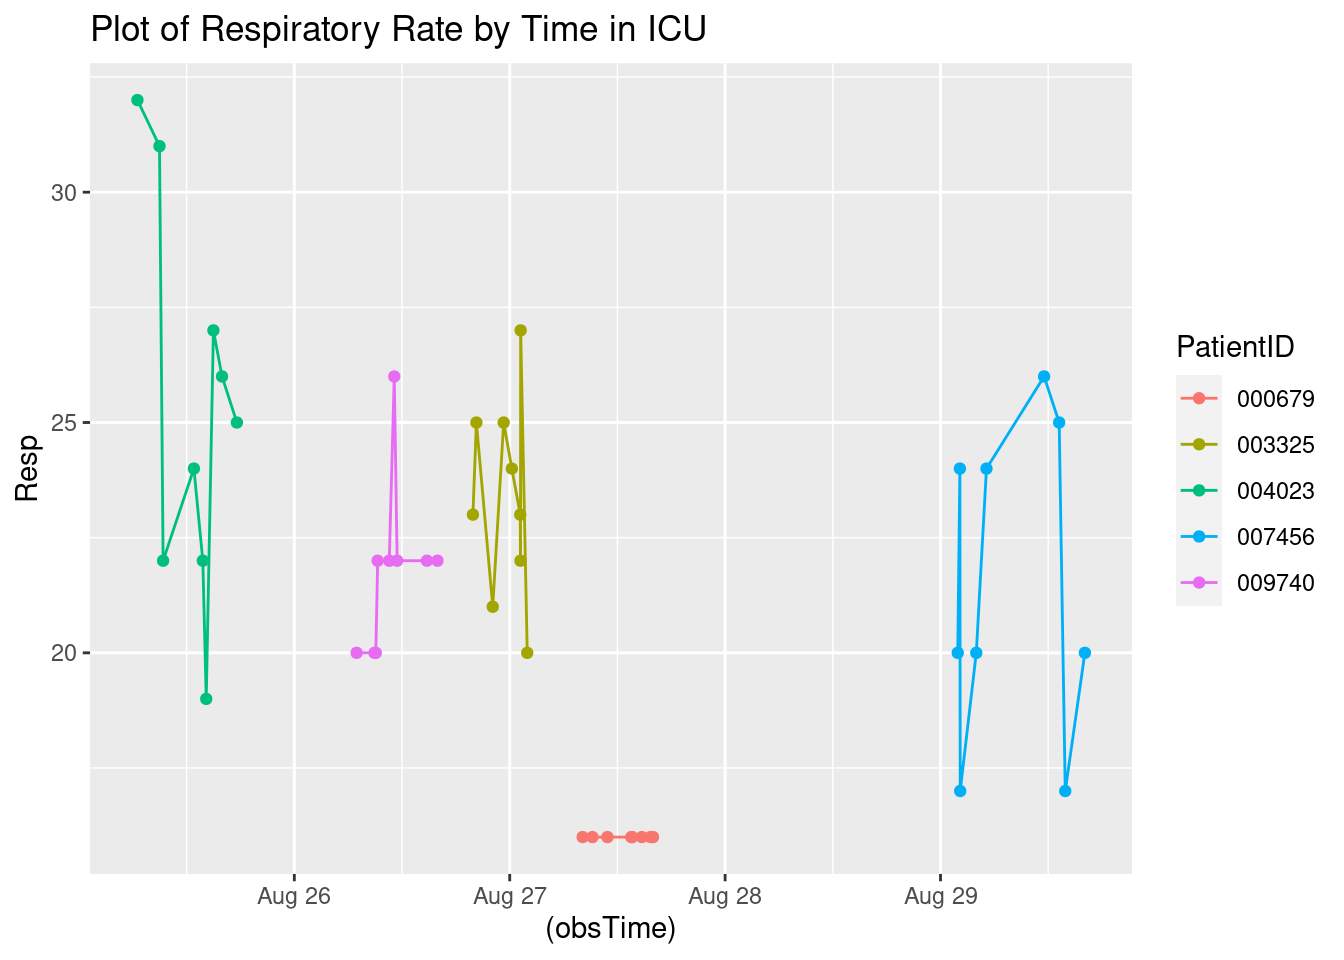 Plot of Respiratory Rate by Time in ICU
30
25
20
Resp
Aug 26
Aug 27
Aug 28
Aug 29
(obsTime)
PatientID
000679
003325
004023
007456
009740